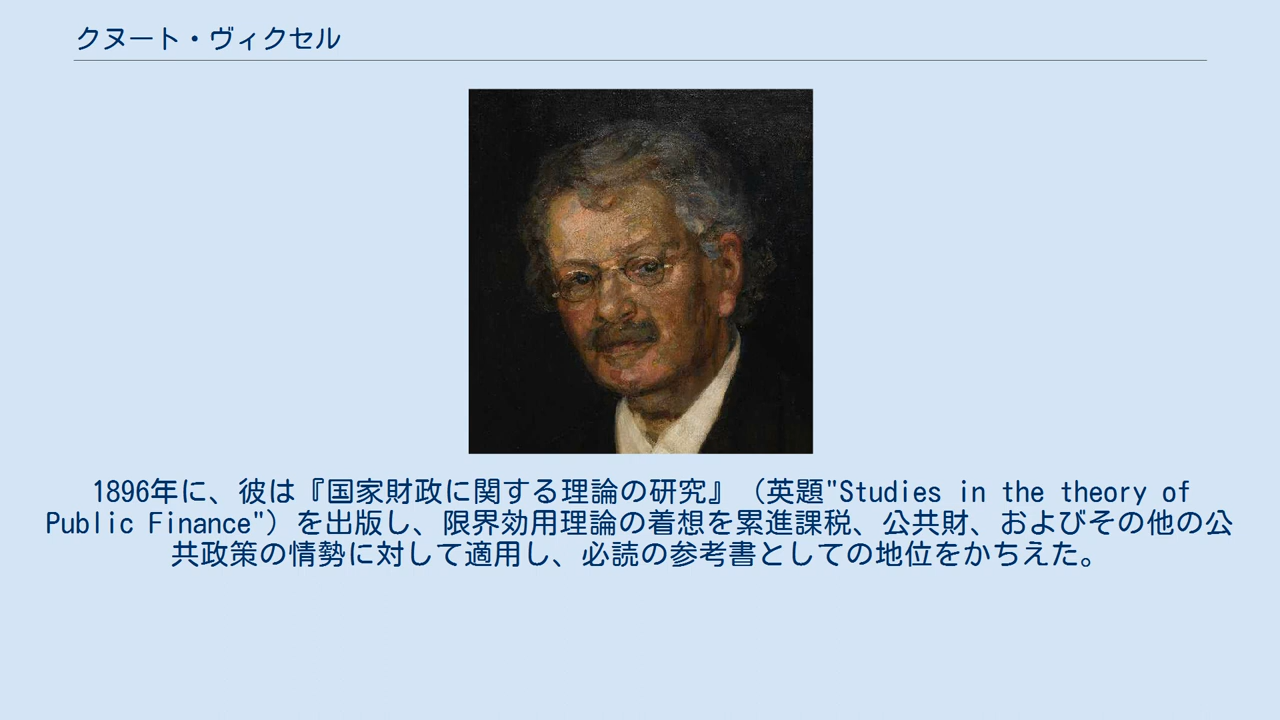 クヌート・ヴィクセル
1896年に、彼は『国家財政に関する理論の研究』（英題"Studies in the theory of
Public Finance"）を出版し、限界効用理論の着想を累進課税、公共財、およびその他の公
共政策の情勢に対して適用し、必読の参考書としての地位をかちえた。